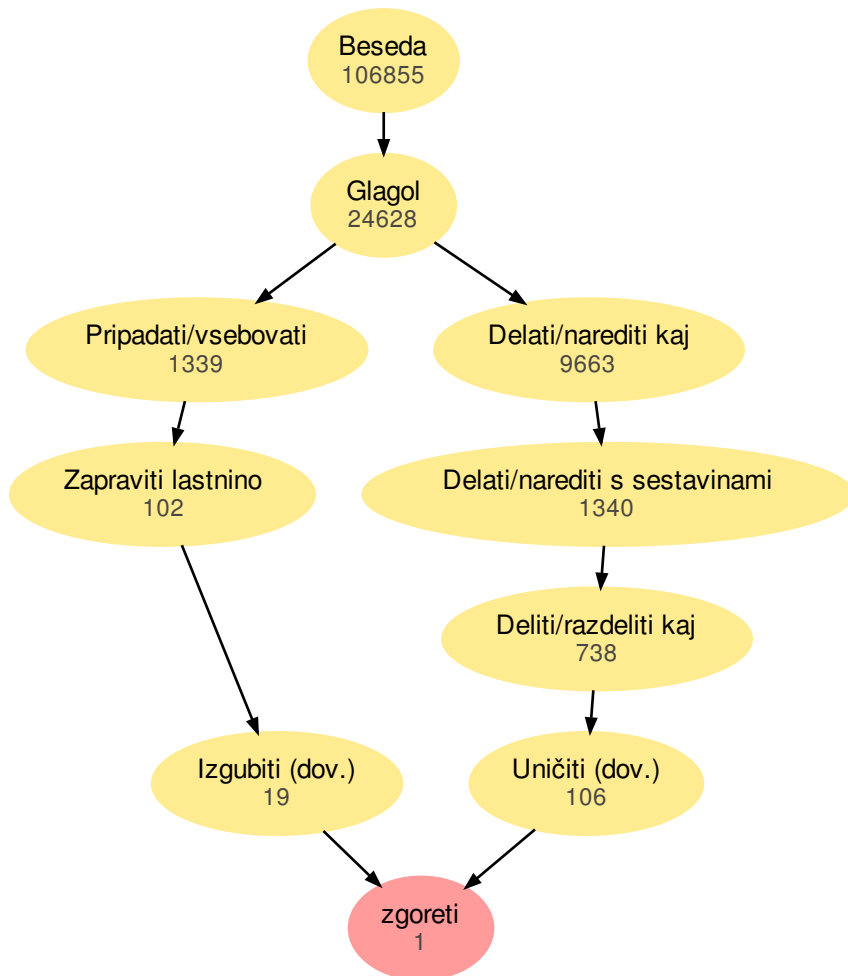 Beseda
106855
Glagol
24628
Pripadati/vsebovati
1339
Delati/narediti kaj
9663
Zapraviti lastnino
102
Delati/narediti s sestavinami
1340
Deliti/razdeliti kaj
738
Izgubiti (dov.)
19
Uničiti (dov.)
106
zgoreti
1